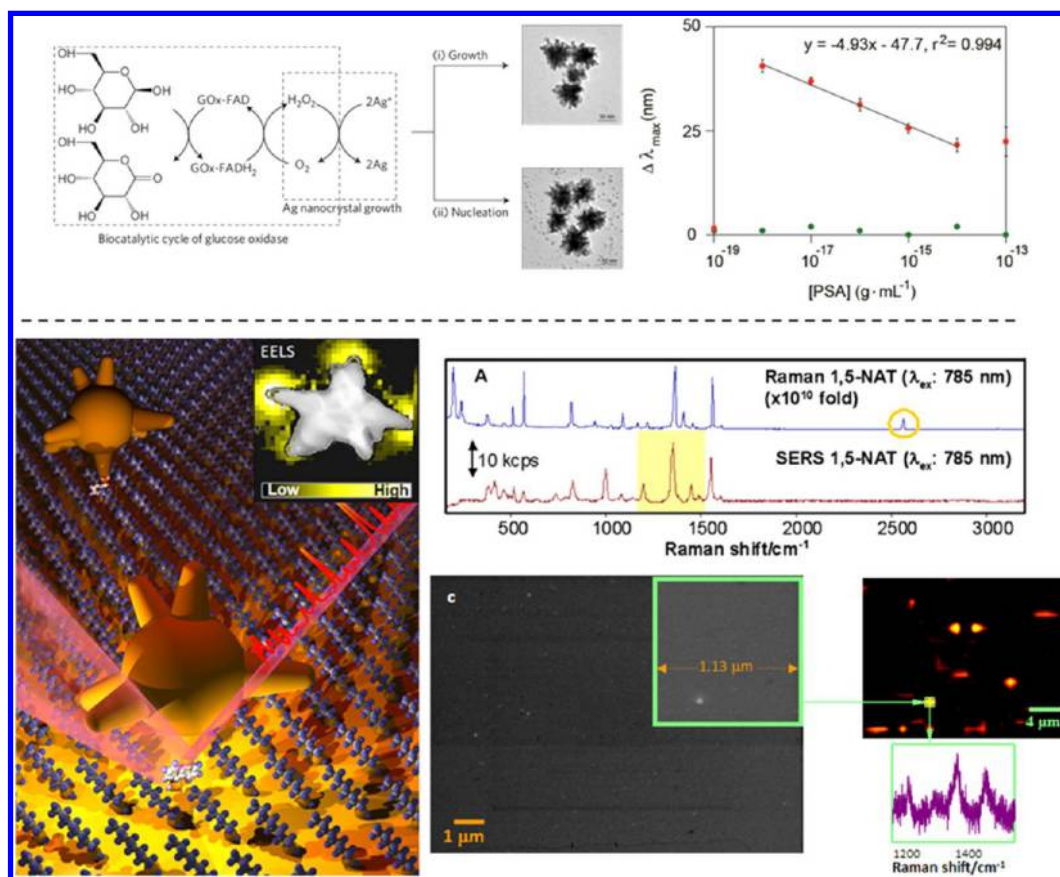 OH
OH
HO
OH
OH
OH
O
HO
OH
OH
GOx-FAD
GOx-FADH2
H2O2
O2
2Ag+
2Ag
Ag nanocrystal growth
Biocatalytic cycle of glucose oxidase
(i) Growth
(ii) Nucleation
y = -4.93x - 47.7, r2= 0.994
50
25
0
Δ λmax (nm)
10-19
10-17
10-15
10-13
[PSA] (g·mL-1)
EELS
Low
High
A
Raman 1,5-NAT (λex: 785 nm)
(x1010 fold)
10 kcps
SERS 1,5-NAT (λex: 785 nm)
500
1000
1500
2000
2500
3000
Raman shift/cm-1
c
1.13 μm
1 μm
4 μm
1200
1400
Raman shift/cm-1